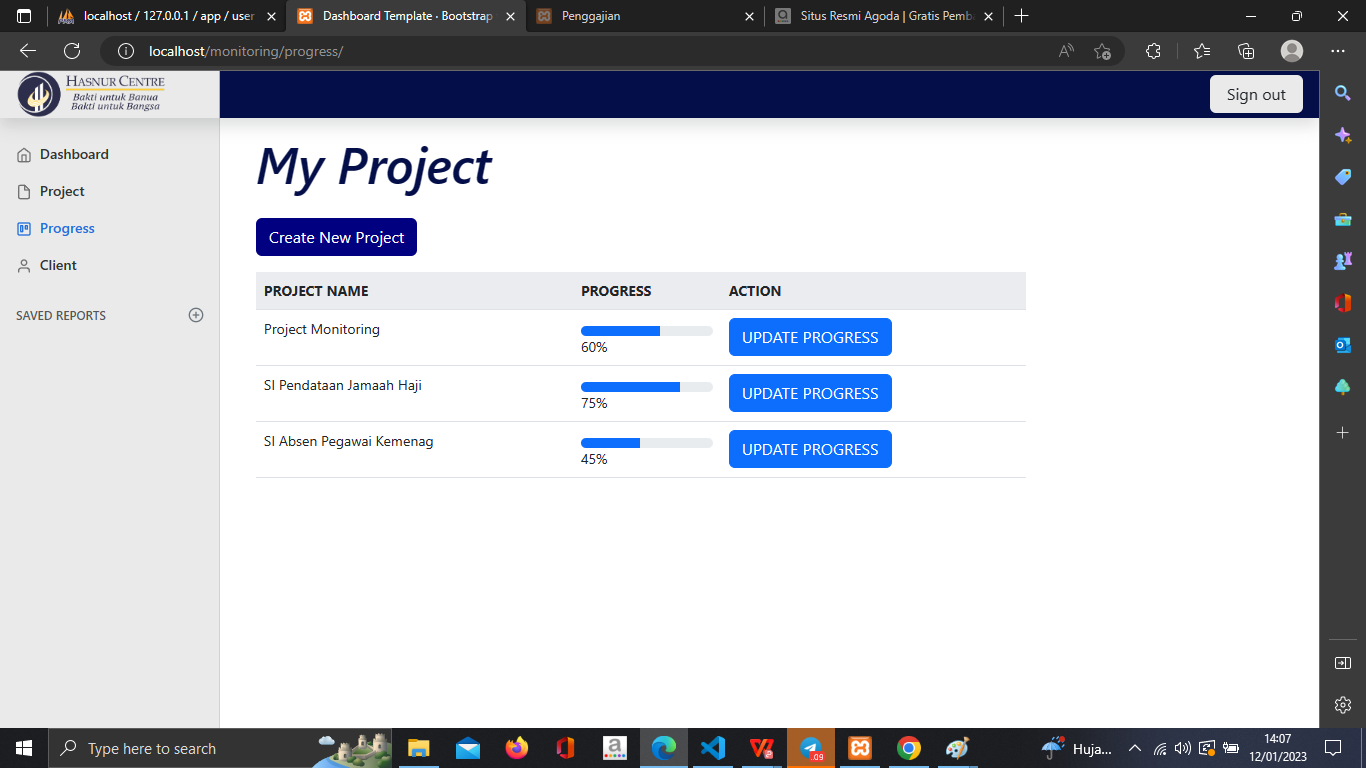 localhost / 127.0.0.1 / app / user
Dashboard Template · Bootstrap
Penggajian
Situs Resmi Agoda | Gratis Pemb
localhost/monitoring/progress/
HASNUR CENTRE
Bakti untuk Banua
Bakti untuk Bangsa
Sign out
Dashboard
Project
Progress
Client
SAVED REPORTS
My Project
Create New Project
PROJECT NAME PROGRESS ACTION
Project Monitoring 60% UPDATE PROGRESS
SI Pendataan Jamaah Haji 75% UPDATE PROGRESS
SI Absen Pegawai Kemenag 45% UPDATE PROGRESS
Type here to search
.09
Huja...
14:07
12/01/2023